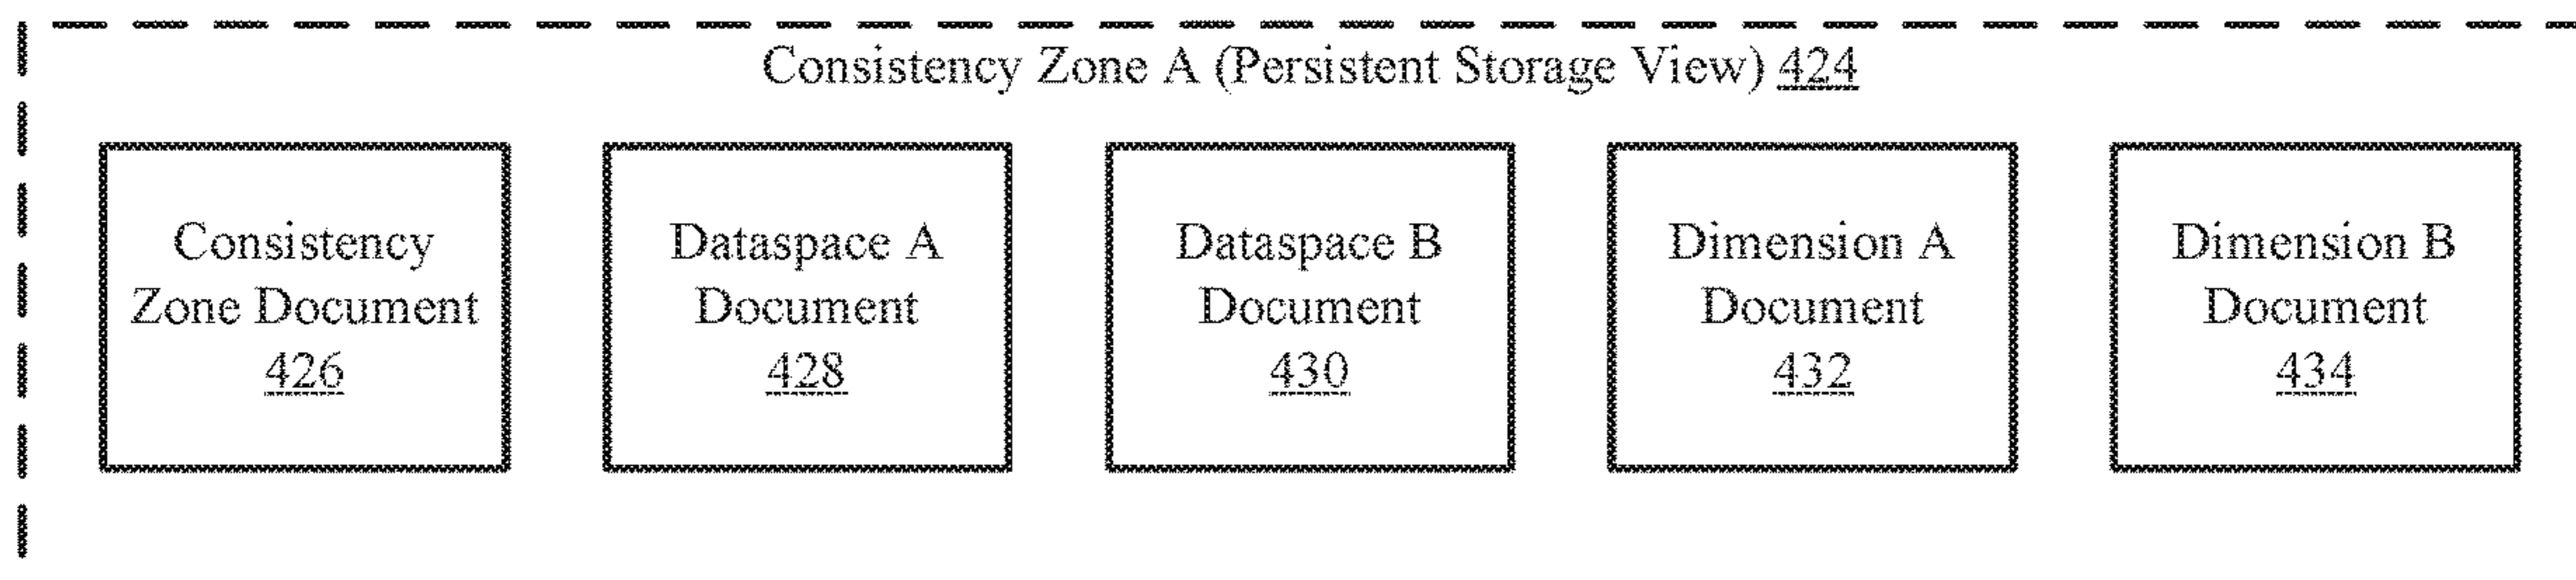 Consistency Zone A (Persistent Storage View) 424
Consistency
Zone Document
426
Dataspace A
Document
428
Dataspace B
Document
430
Dimension A
Document
432
Dimension B
Document
434